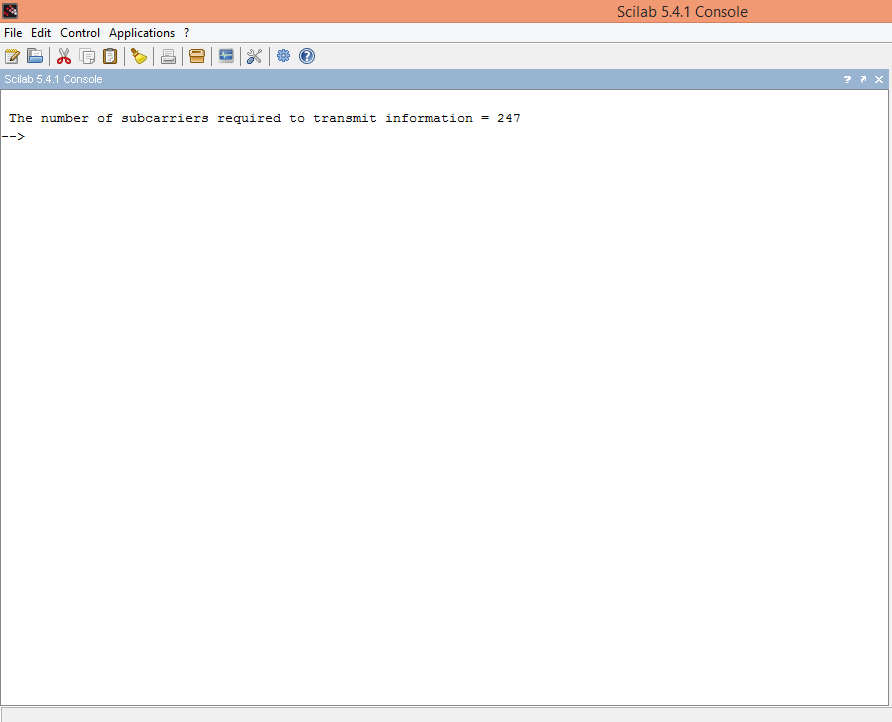 Scilab 5.4.1 Console
File Edit Control Applications ?
Scilab 5.4.1 Console
The number of subcarriers required to transmit information = 247
-->